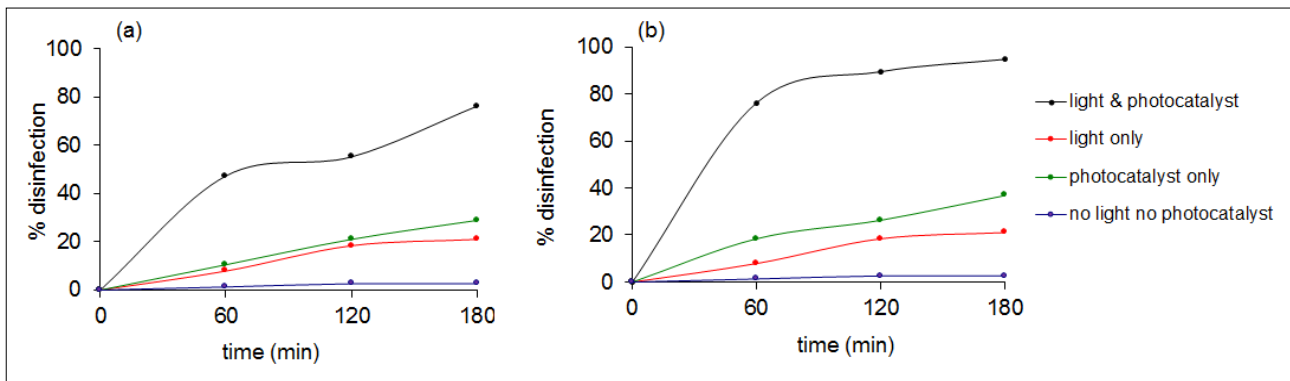 (a)
100
80
60
40
20
0
% disinfection
0 60 120 180
time (min)
(b)
100
80
60
40
20
0
% disinfection
0 60 120 180
time (min)
light & photocatalyst
light only
photocatalyst only
no light no photocatalyst